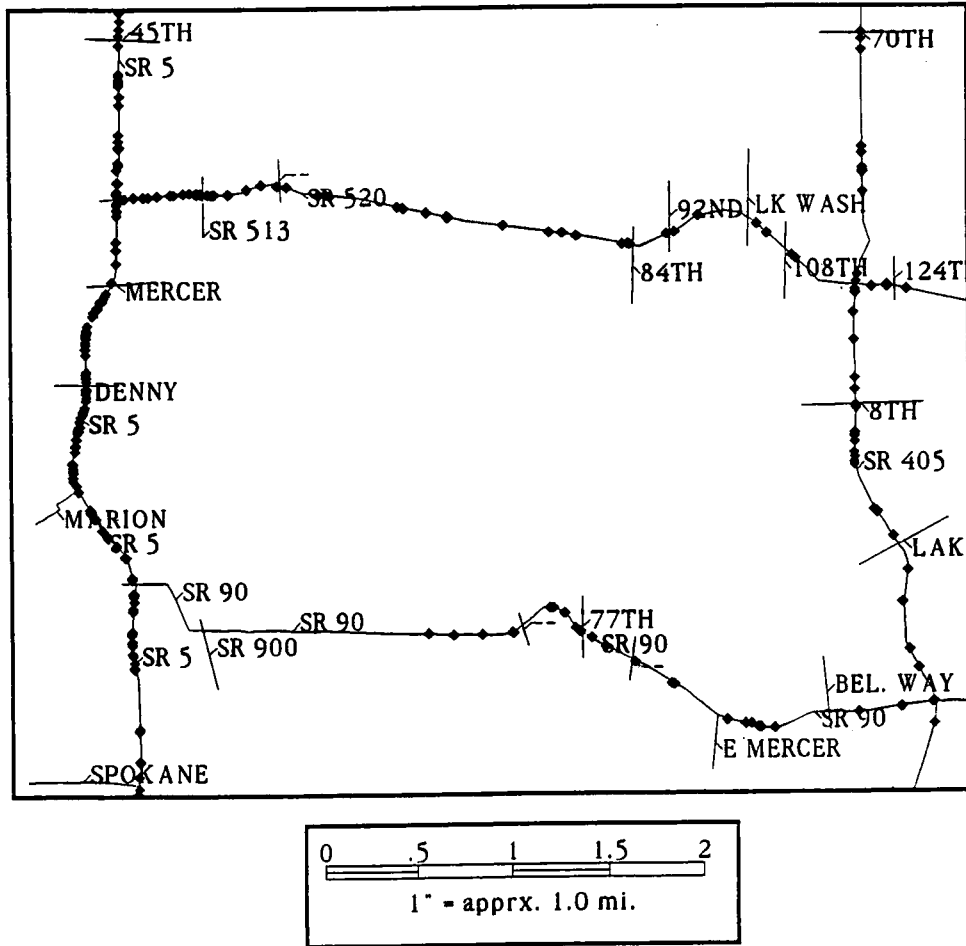 45TH
70TH
SR 5
SR 520
92ND
LK WASH
SR 513
84TH
108TH
124TH
MERCER
DENNY
8TH
SR 5
SR 405
MARION
SR 5
LAK
SR 90
SR 90
77TH
SR 900
SR 90
SR 5
BEL. WAY
SR 90
E MERCER
SPOKANE
0 .5 1 1.5 2
1" = apprx. 1.0 mi.